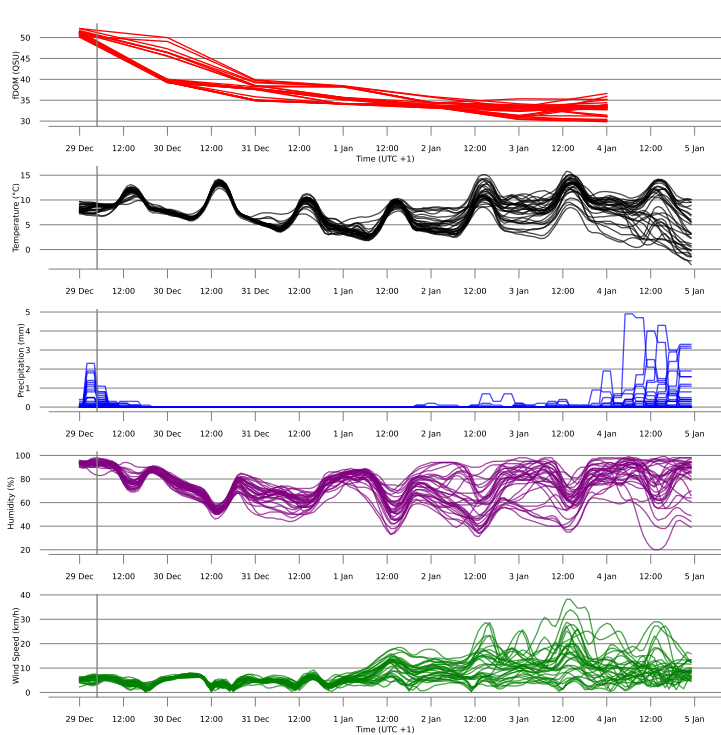 fDOM (QSU)
50
45
40
35
30
29 Dec 12:00 30 Dec 12:00 31 Dec 12:00 1 Jan 12:00 2 Jan 12:00 3 Jan 12:00 4 Jan 12:00 5 Jan
Time (UTC +1)
Temperature (°C)
15
10
5
0
29 Dec 12:00 30 Dec 12:00 31 Dec 12:00 1 Jan 12:00 2 Jan 12:00 3 Jan 12:00 4 Jan 12:00 5 Jan
Precipitation (mm)
5
4
3
2
1
0
29 Dec 12:00 30 Dec 12:00 31 Dec 12:00 1 Jan 12:00 2 Jan 12:00 3 Jan 12:00 4 Jan 12:00 5 Jan
Humidity (%)
100
80
60
40
20
29 Dec 12:00 30 Dec 12:00 31 Dec 12:00 1 Jan 12:00 2 Jan 12:00 3 Jan 12:00 4 Jan 12:00 5 Jan
Wind Speed (km/h)
40
30
20
10
0
29 Dec 12:00 30 Dec 12:00 31 Dec 12:00 1 Jan 12:00 2 Jan 12:00 3 Jan 12:00 4 Jan 12:00 5 Jan
Time (UTC +1)